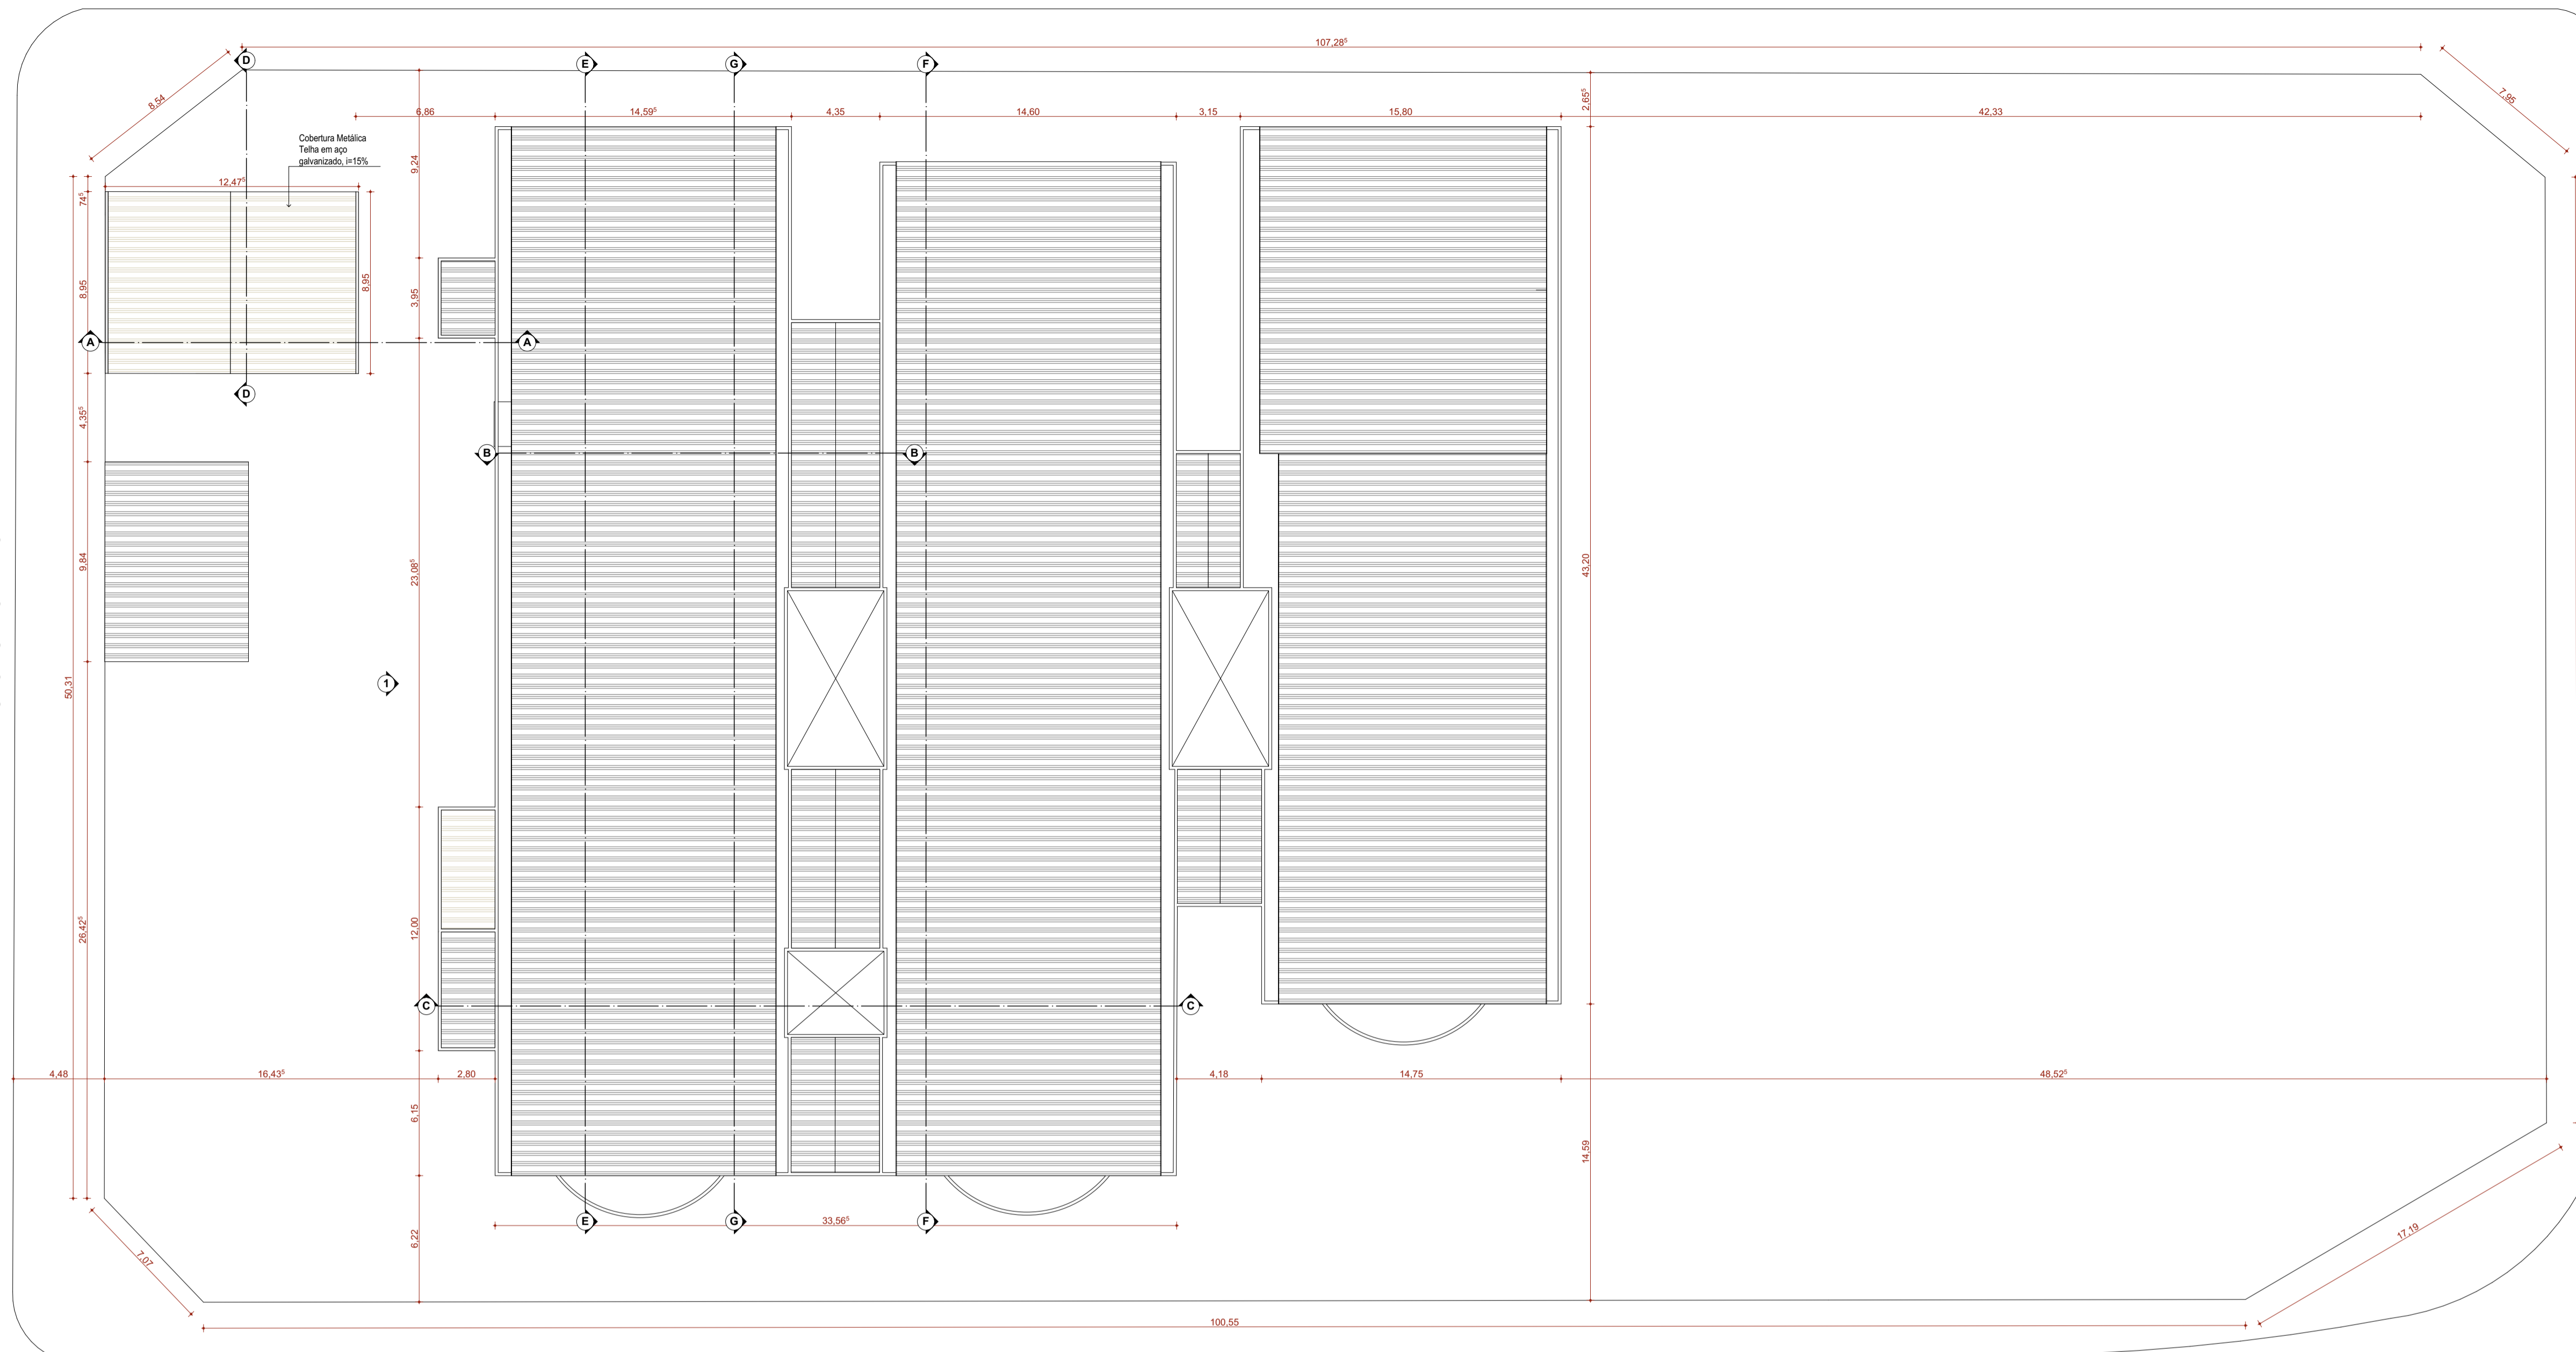 107,28⁵
D
E
G
F
8,54
7,95
2,65⁵
6,86
14,59⁵
4,35
14,60
3,15
15,80
42,33
Cobertura Metálica
Telha em aço
galvanizado, i=15%
9,24
12,47⁵
74⁵
8,95
8,95
3,95
A
A
D
4,35⁵
B
B
9,84
23,08⁵
43,20
50,31
1
26,42⁵
12,00
C
C
4,48
16,43⁵
2,80
4,18
14,75
48,52⁵
6,15
14,59
E
G
33,56⁵
F
6,22
7,07
17,19
100,55